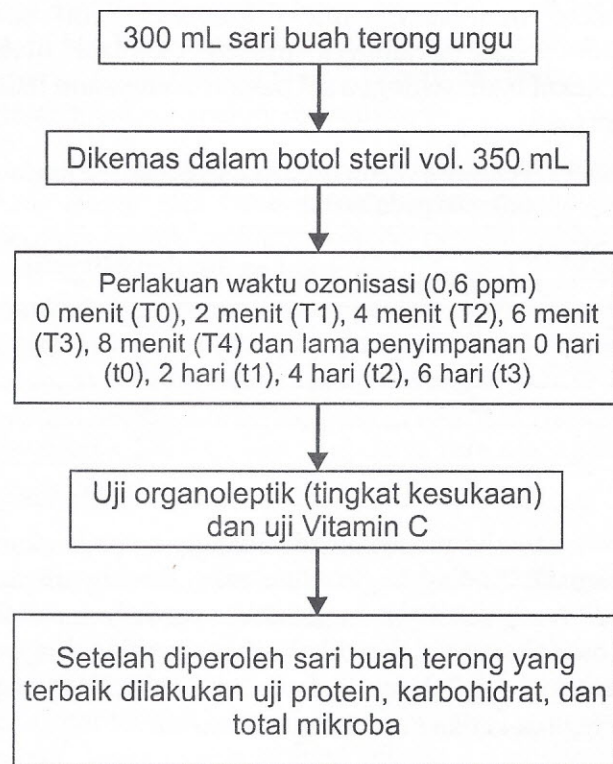 300 mL sari buah terong ungu
Dikemas dalam botol steril vol. 350 mL
Perlakuan waktu ozonisasi (0,6 ppm)
0 menit (T0), 2 menit (T1), 4 menit (T2), 6 menit
(T3), 8 menit (T4) dan lama penyimpanan 0 hari
(t0), 2 hari (t1), 4 hari (t2), 6 hari (t3)
Uji organoleptik (tingkat kesukaan)
dan uji Vitamin C
Setelah diperoleh sari buah terong yang
terbaik dilakukan uji protein, karbohidrat, dan
total mikroba